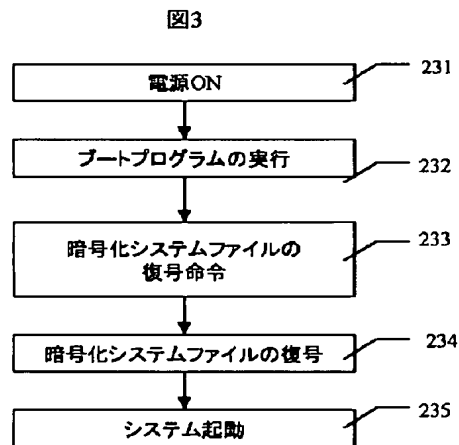 図3
電源ON
231
ブートプログラムの実行
232
暗号化システムファイルの
復号命令
233
暗号化システムファイルの復号
234
システム起動
235